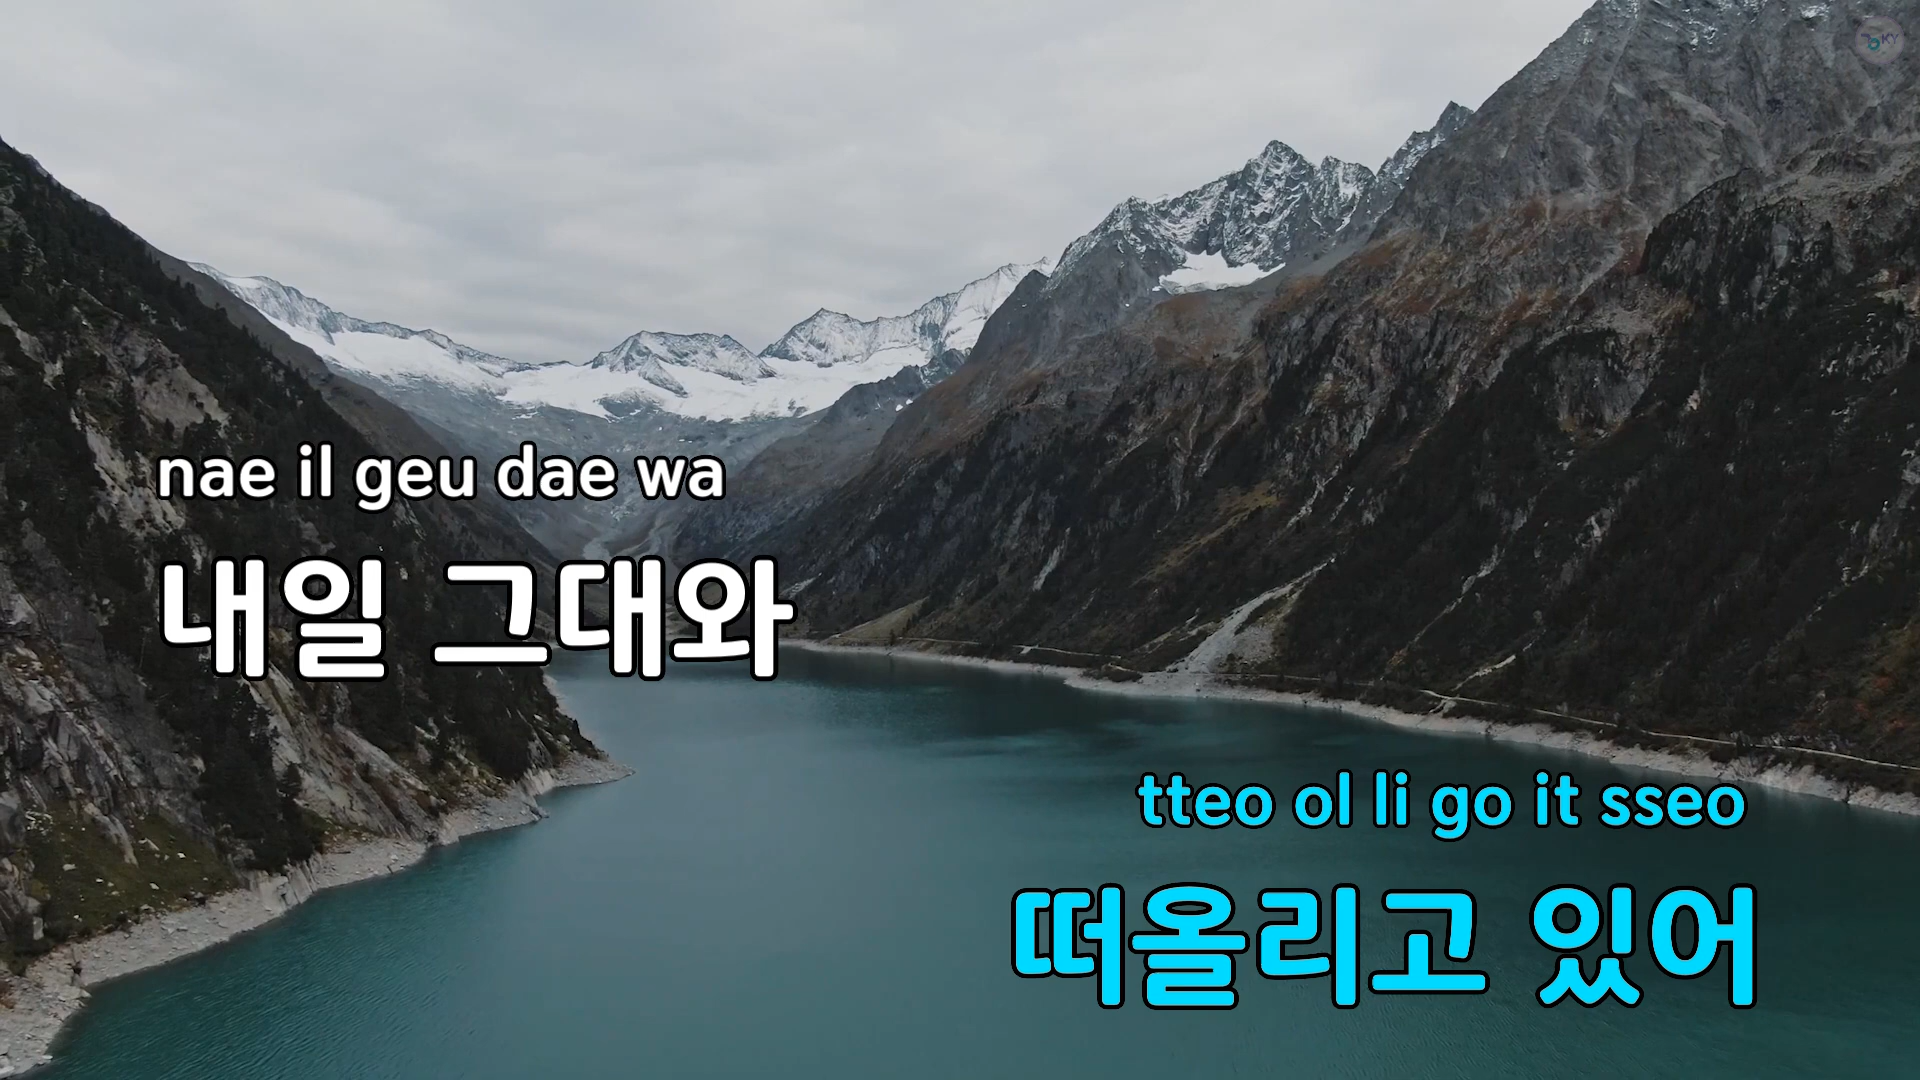 nae il geu dae wa
내일 그대와
tteo ol li go it sseo
떠올리고 있어